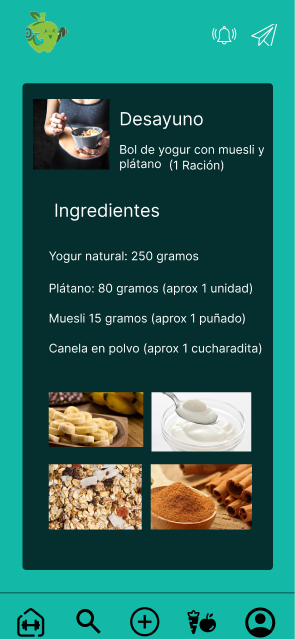 Desayuno
Bol de yogur con muesli y
plátano (1 Ración)
Ingredientes
Yogur natural: 250 gramos
Plátano: 80 gramos (aprox 1 unidad)
Muesli 15 gramos (aprox 1 puñado)
Canela en polvo (aprox 1 cucharadita)